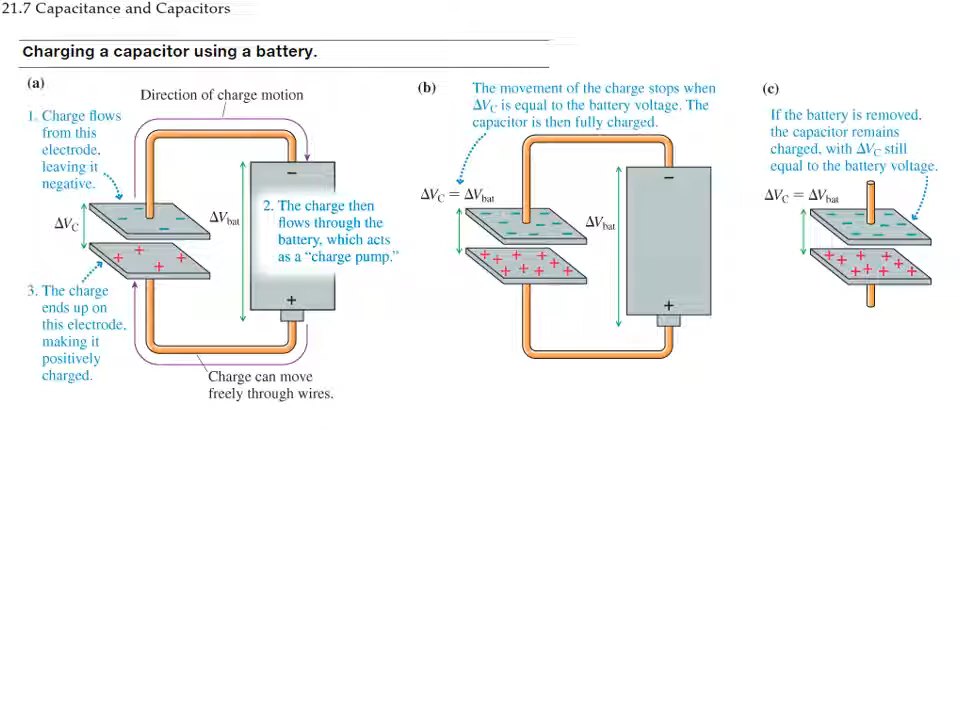 21.7 Capacitance and Capacitors
Charging a capacitor using a battery.
(a)
Direction of charge motion
1. Charge flows
from this
electrode,
leaving it
negative.
ΔVC
ΔVbat
−
2. The charge then
flows through the
battery, which acts
as a “charge pump.”
+
3. The charge
ends up on
this electrode,
making it
positively
charged.
Charge can move
freely through wires.
(b)
The movement of the charge stops when
ΔVC is equal to the battery voltage. The
capacitor is then fully charged.
ΔVC = ΔVbat
ΔVbat
−
+
(c)
If the battery is removed,
the capacitor remains
charged, with ΔVC still
equal to the battery voltage.
ΔVC = ΔVbat